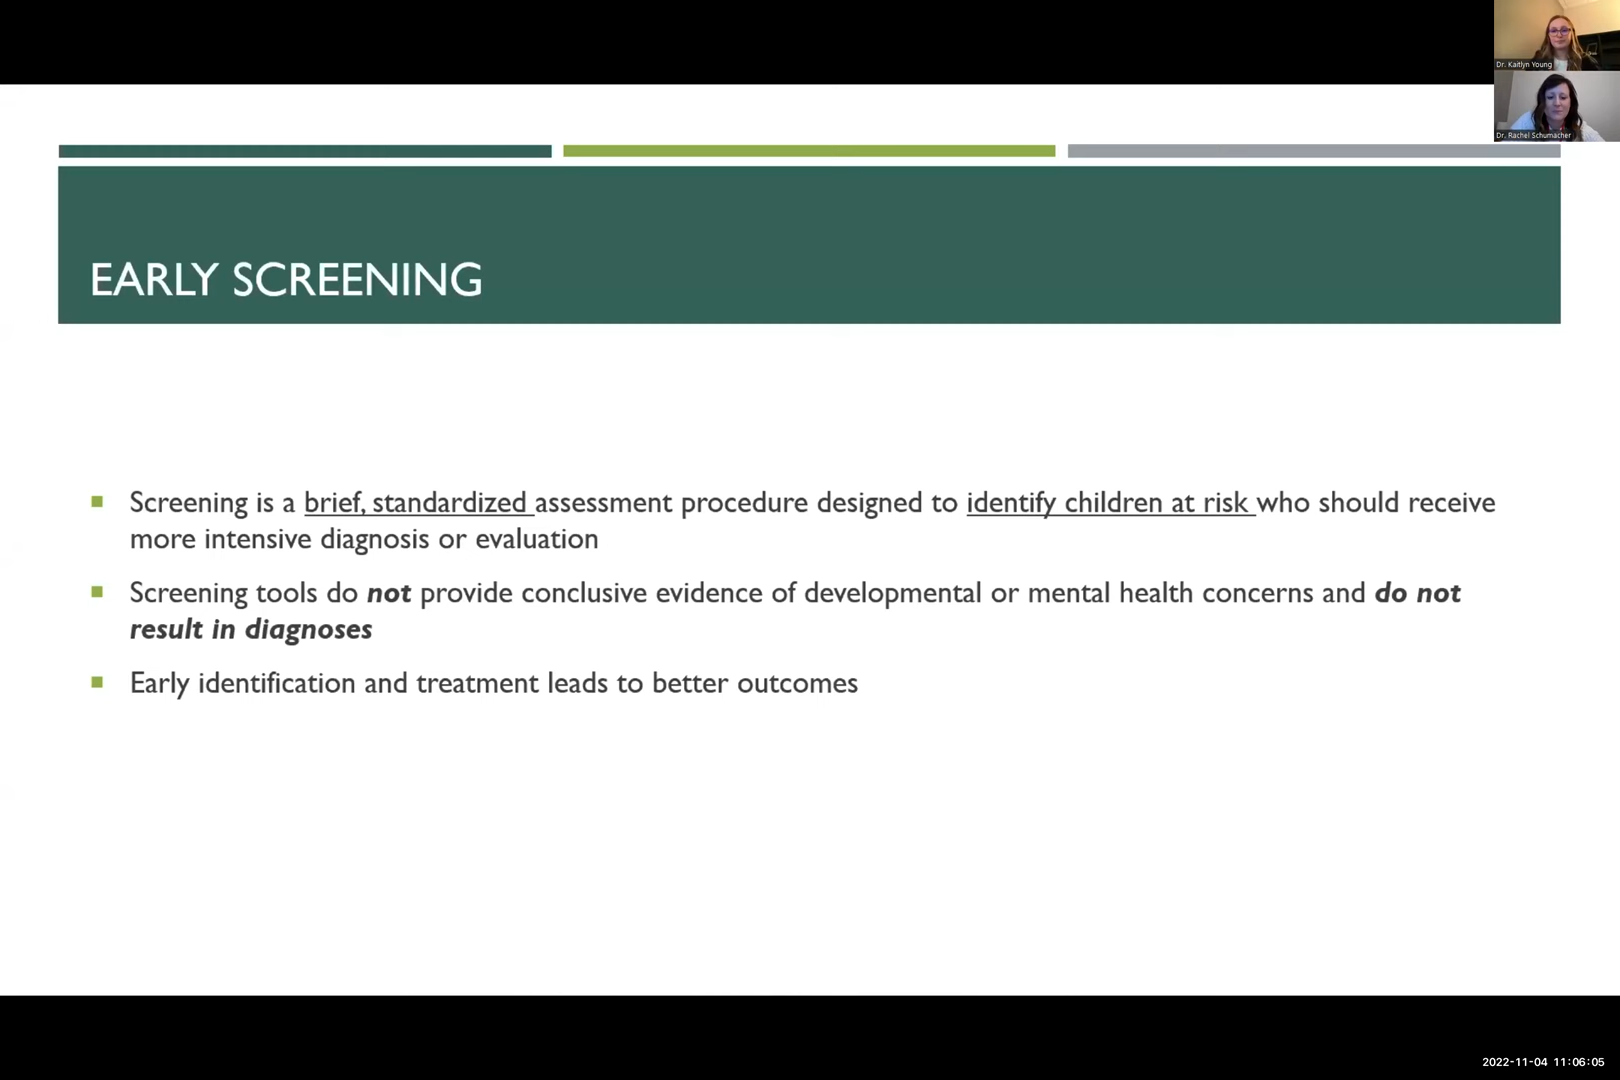 Dr. Kaitlyn Young
Dr. Rachel Schumacher
EARLY SCREENING
Screening is a brief, standardized assessment procedure designed to identify children at risk who should receive
more intensive diagnosis or evaluation
Screening tools do not provide conclusive evidence of developmental or mental health concerns and do not
result in diagnoses
Early identification and treatment leads to better outcomes
2022-11-04 11:06:05